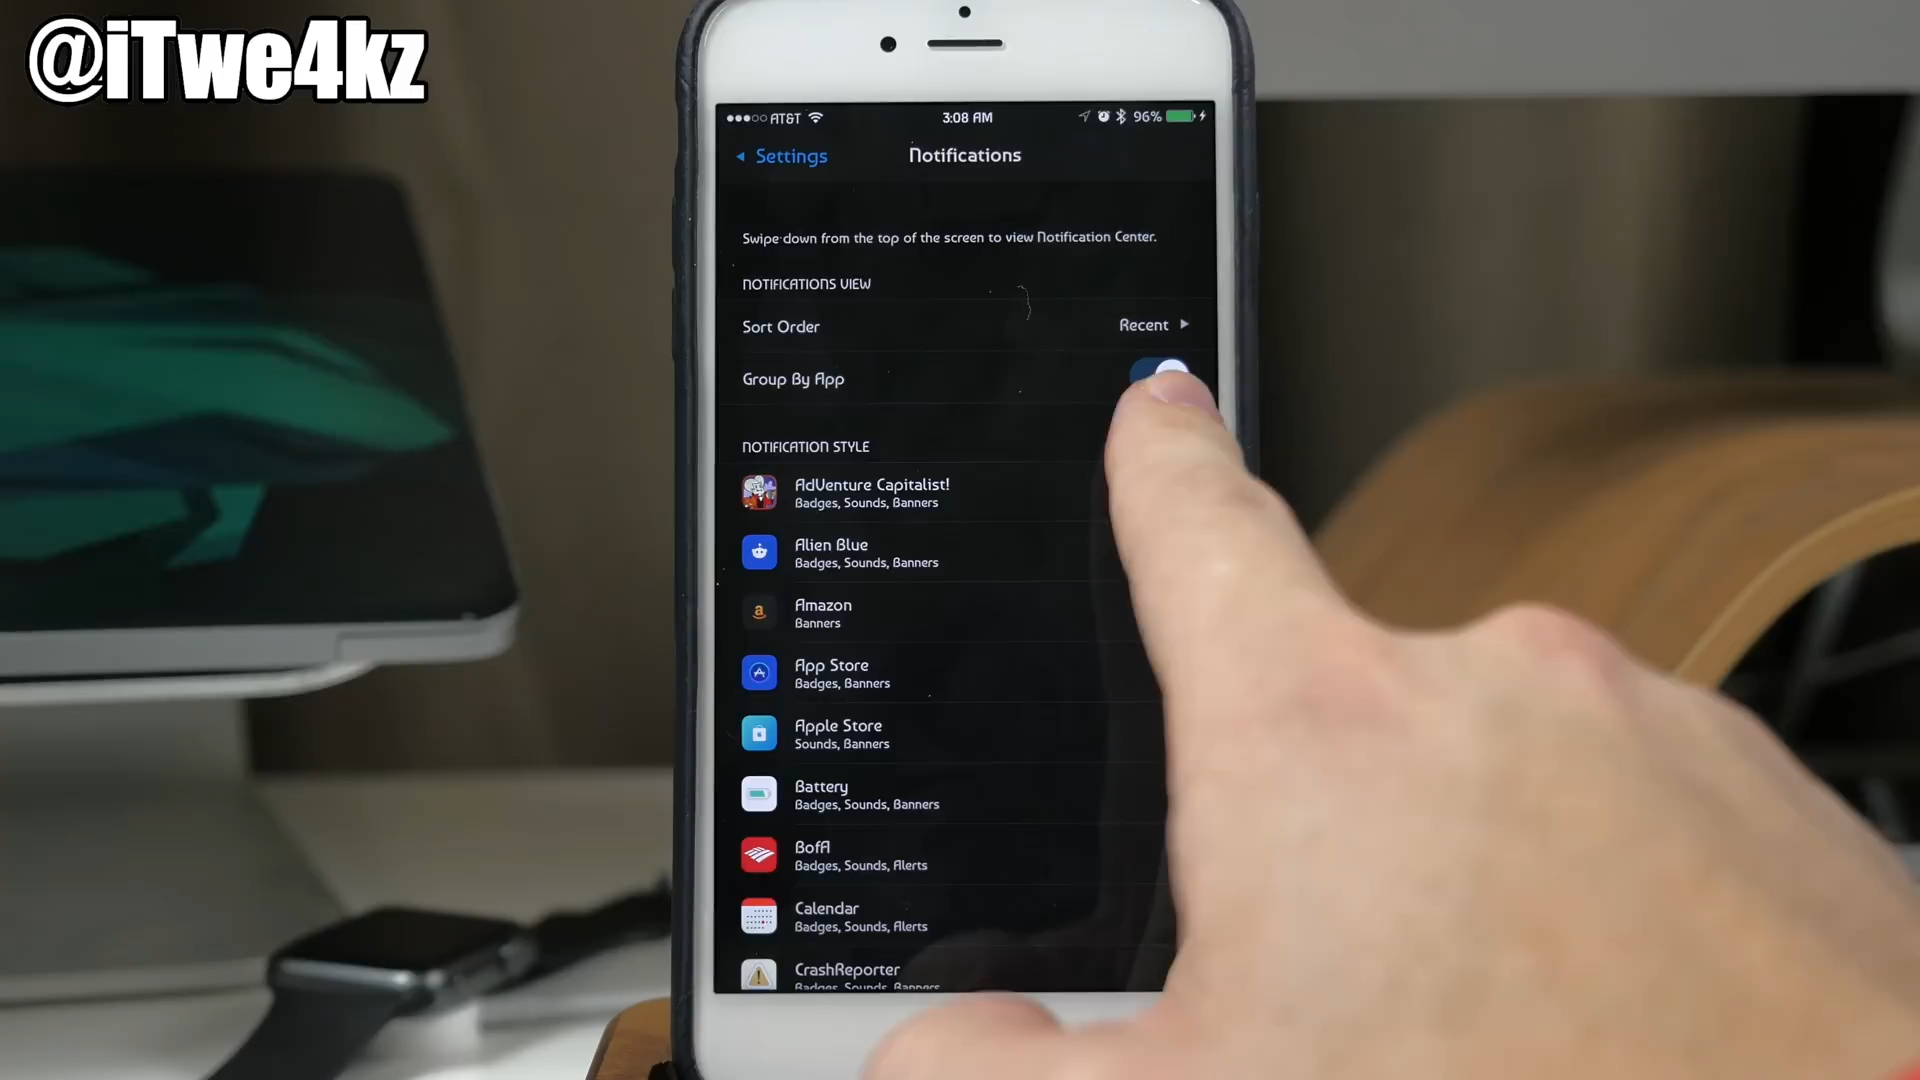 @iTwe4kz
AT&T 3:08 AM 96%
Settings Notifications
Swipe down from the top of the screen to view Notification Center.
NOTIFICATIONS VIEW
Sort Order Recent
Group By App
NOTIFICATION STYLE
AdVenture Capitalist!
Badges, Sounds, Banners
Alien Blue
Badges, Sounds, Banners
a
Amazon
Banners
App Store
Badges, Banners
Apple Store
Sounds, Banners
Battery
Badges, Sounds, Banners
BofA
Badges, Sounds, Alerts
Calendar
Badges, Sounds, Alerts
CrashReporter
Badges, Sounds, Banners